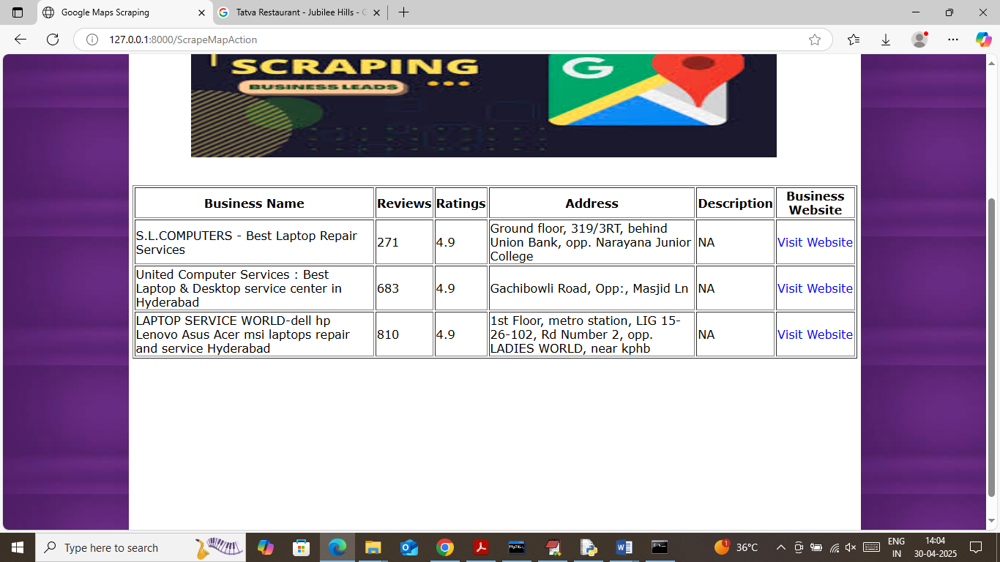 Google Maps Scraping
Tatva Restaurant - Jubilee Hills - G
127.0.0.1:8000/ScrapeMapAction
SCRAPING
BUSINESS LEADS
G
Business Name Reviews Ratings Address Description Business Website
S.L.COMPUTERS - Best Laptop Repair
Services
271
4.9
Ground floor, 319/3RT, behind
Union Bank, opp. Narayana Junior
College
NA
Visit Website
United Computer Services : Best
Laptop & Desktop service center in
Hyderabad
683
4.9
Gachibowli Road, Opp:, Masjid Ln
NA
Visit Website
LAPTOP SERVICE WORLD-dell hp
Lenovo Asus Acer msi laptops repair
and service Hyderabad
810
4.9
1st Floor, metro station, LIG 15-
26-102, Rd Number 2, opp.
LADIES WORLD, near kphb
NA
Visit Website
Type here to search
1
36°C
ENG
IN
14:04
30-04-2025